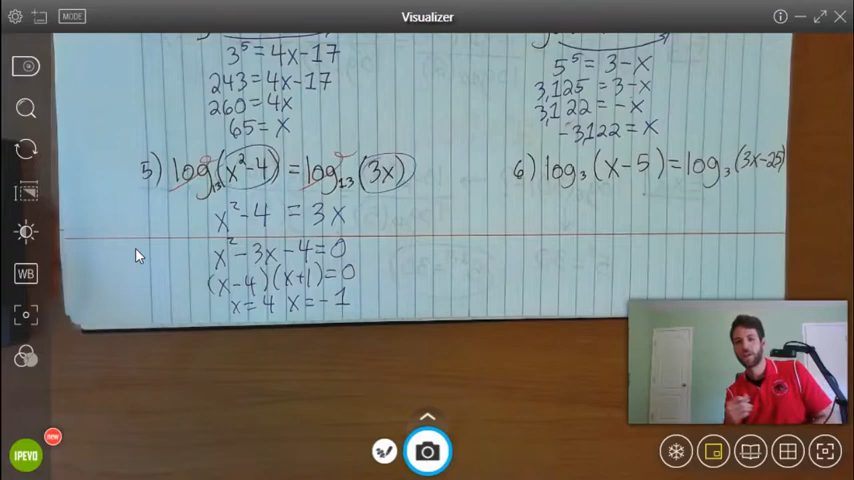 MODE
Visualizer
3⁵ = 4x-17
243 = 4x-17
260 = 4x
65 = x
5⁵ = 3-x
3,125 = 3-x
3,122 = -x
-3,122 = x
5) log₁₃(x²-4) = log₁₃(3x)
x²-4 = 3x
x²-3x-4=0
(x-4)(x+1)=0
x=4 x=-1
6) log₃(x-5)=log₃(3x-25)
WB
new
IPEVO